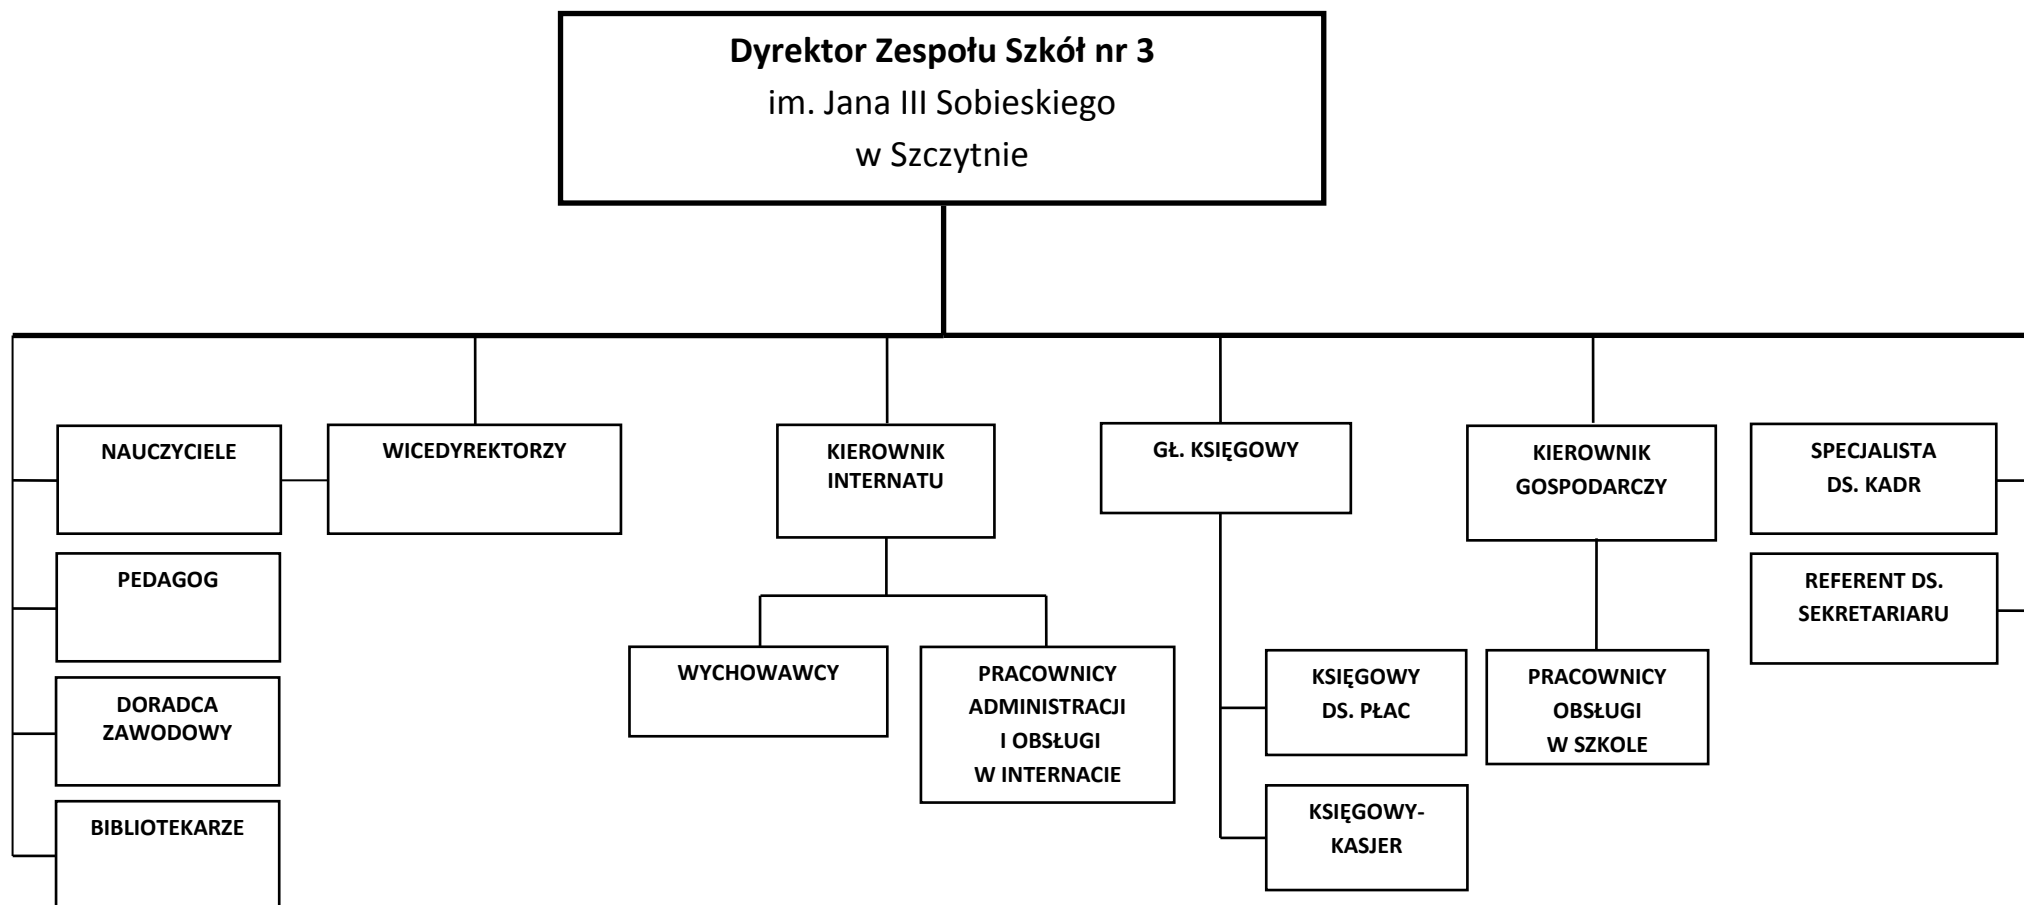 Dyrektor Zespołu Szkół nr 3
im. Jana III Sobieskiego
w Szczytnie
NAUCZYCIELE
WICEDYREKTORZY
KIEROWNIK
INTERNATU
GŁ. KSIĘGOWY
KIEROWNIK
GOSPODARCZY
SPECJALISTA
DS. KADR
PEDAGOG
REFERENT DS.
SEKRETARIARU
WYCHOWAWCY
PRACOWNICY
ADMINISTRACJI
I OBSŁUGI
W INTERNACIE
KSIĘGOWY
DS. PŁAC
PRACOWNICY
OBSŁUGI
W SZKOLE
DORADCA
ZAWODOWY
BIBLIOTEKARZE
KSIĘGOWY-
KASJER